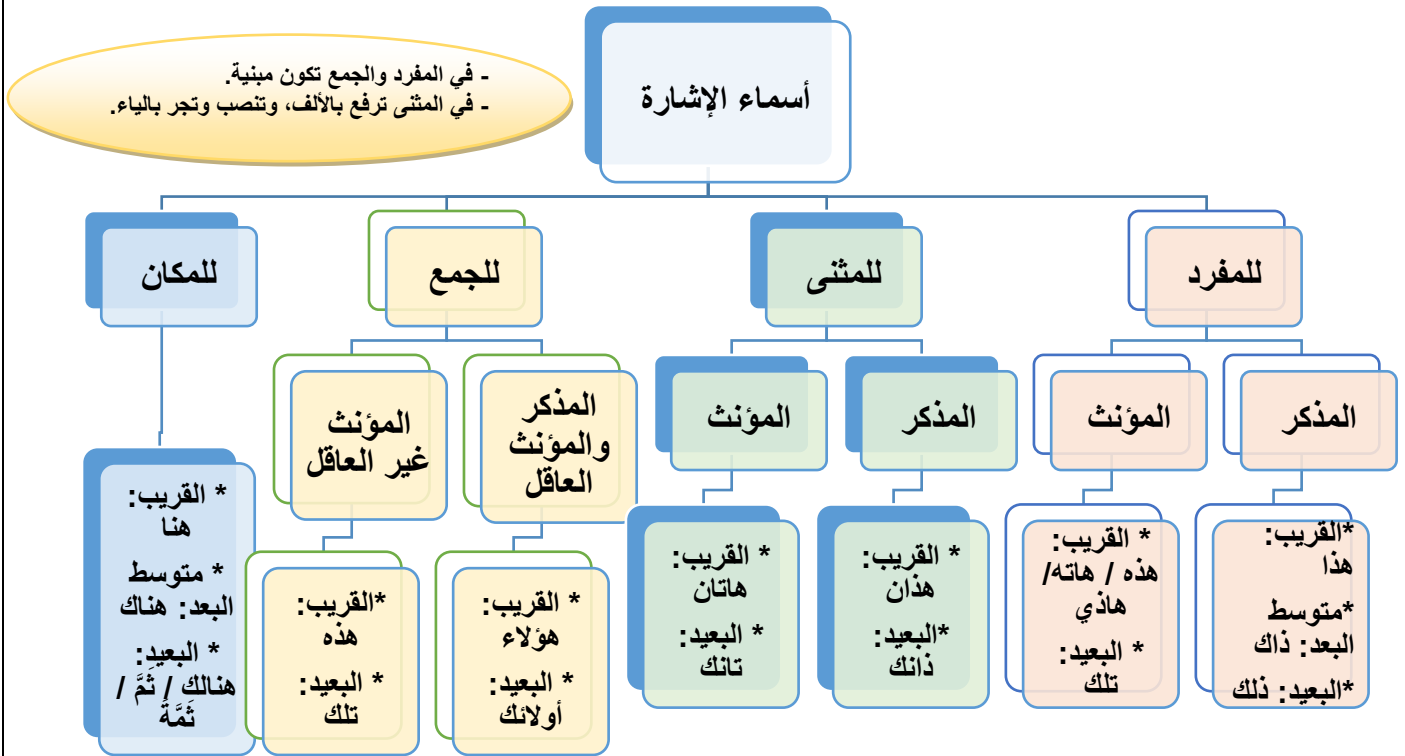 - في المفرد والجمع تكون مبنية.
- في المثنى ترفع بالألف، وتنصب وتجر بالياء.
أسماء الإشارة
للمفرد
للمثنى
للجمع
للمكان
المذكر
المؤنث
المذكر
المؤنث
المذكر
والمؤنث
العاقل
المؤنث
غير العاقل
*القريب:
هذا
*متوسط
البعد: ذاك
*البعيد: ذلك
* القريب:
هذه / هاته/
هاذي
* البعيد:
تلك
* القريب:
هذان
*البعيد:
ذانك
* القريب:
هاتان
* البعيد:
تانك
* القريب:
هؤلاء
* البعيد:
أولائك
*القريب:
هذه
* البعيد:
تلك
* القريب:
هنا
* متوسط
البعد: هناك
* البعيد:
هنالك / ثَمَّ /
ثَمَّةَ